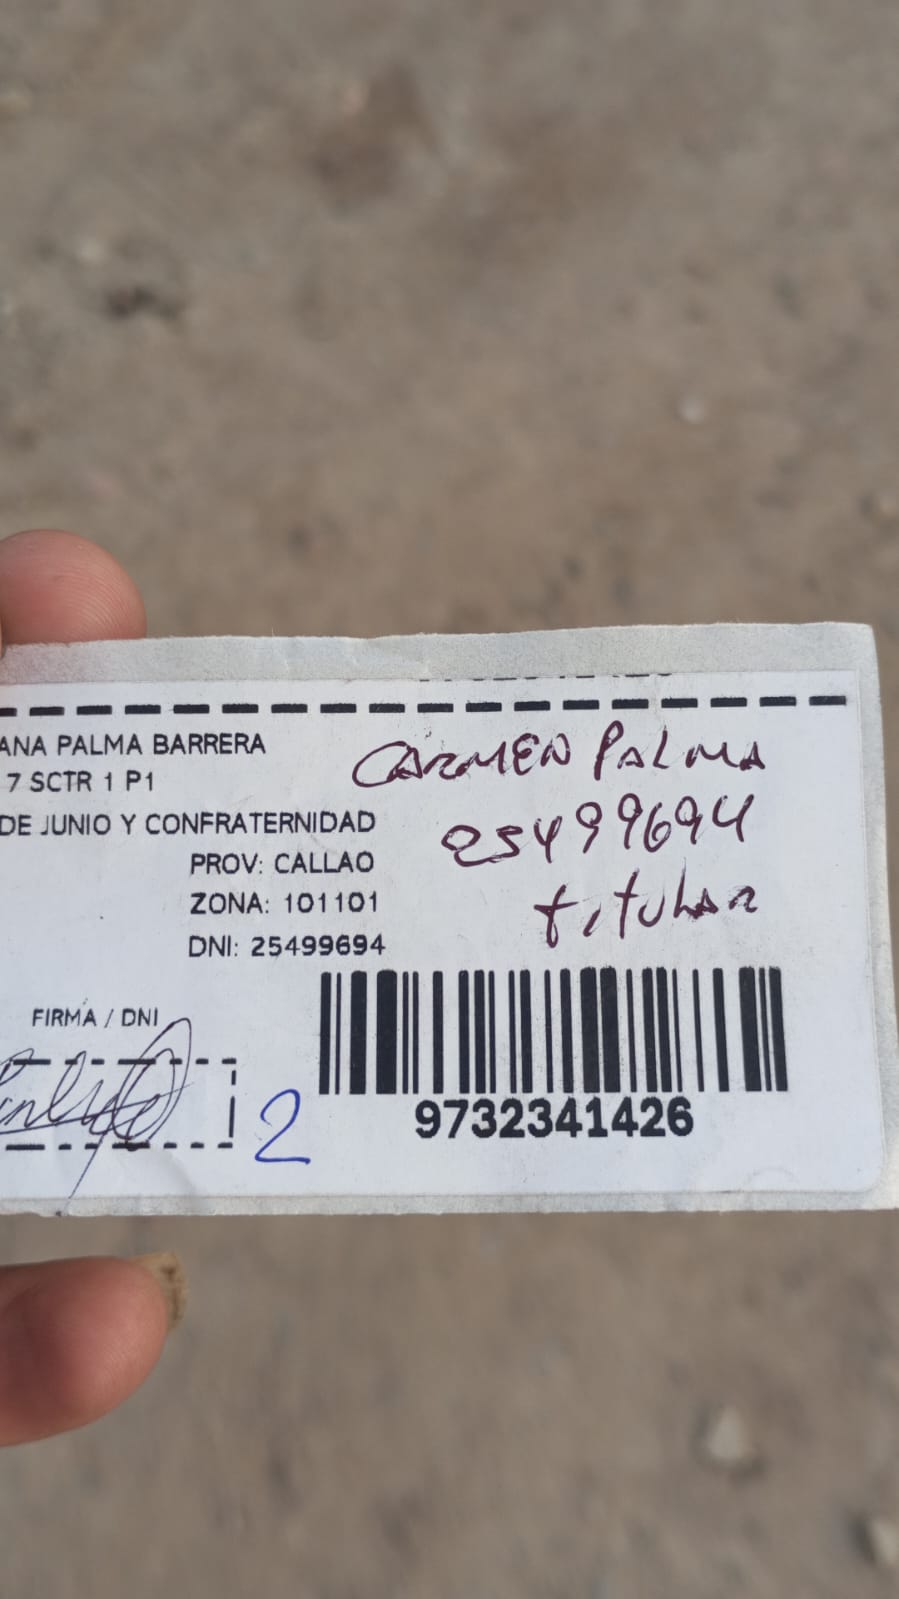 ANA PALMA BARRERA
7 SCTR 1 P1
DE JUNIO Y CONFRATERNIDAD
PROV: CALLAO
ZONA: 101101
DNI: 25499694
CARMEN PALMA
25499694
titular
FIRMA / DNI
2
9732341426